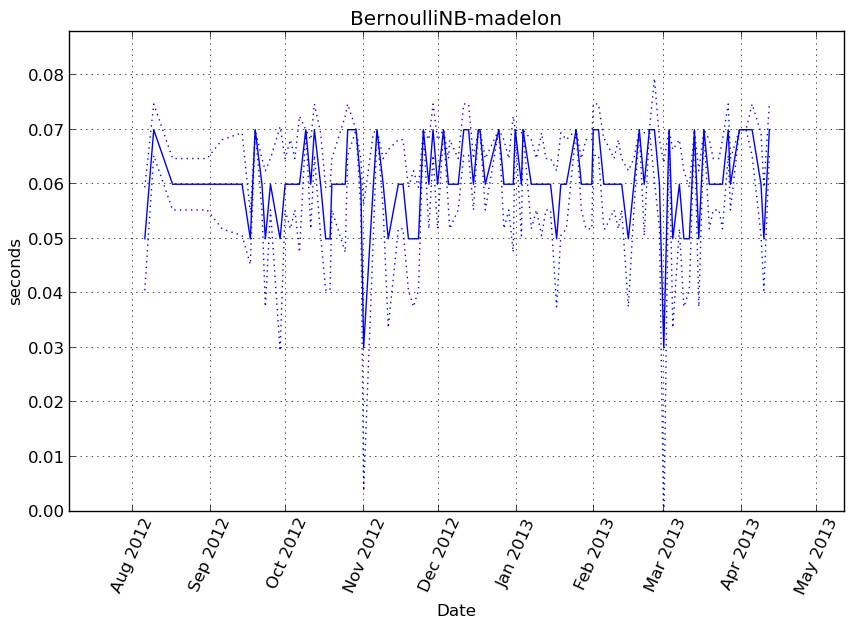 BernoulliNB-madelon
0.08
0.07
0.06
0.05
0.04
0.03
0.02
0.01
0.00
seconds
Aug 2012
Sep 2012
Oct 2012
Nov 2012
Dec 2012
Jan 2013
Feb 2013
Mar 2013
Apr 2013
May 2013
Date